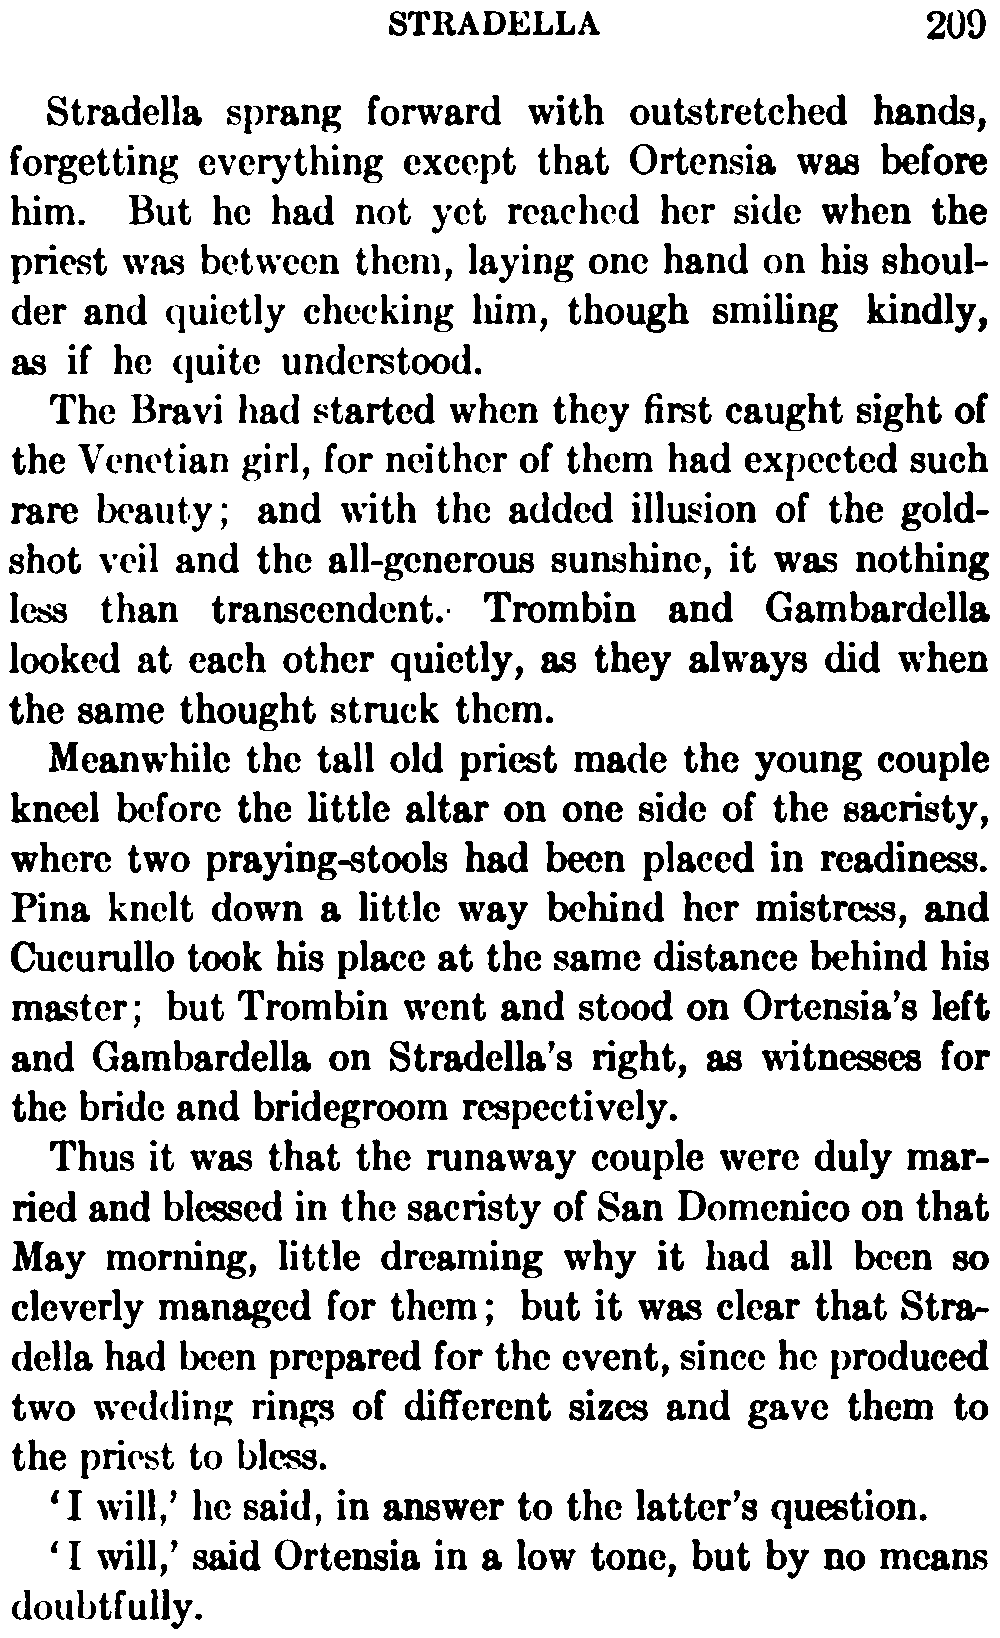 STRADELLA 209
Stradella sprang forward with outstretched hands,
forgetting everything except that Ortensia was before
him. But he had not yet reached her side when the
priest was between them, laying one hand on his shoul-
der and quietly checking him, though smiling kindly,
as if he quite understood.
The Bravi had started when they first caught sight of
the Venetian girl, for neither of them had expected such
rare beauty; and with the added illusion of the gold-
shot veil and the all-generous sunshine, it was nothing
less than transcendent. Trombin and Gambardella
looked at each other quietly, as they always did when
the same thought struck them.
Meanwhile the tall old priest made the young couple
kneel before the little altar on one side of the sacristy,
where two praying-stools had been placed in readiness.
Pina knelt down a little way behind her mistress, and
Cucurullo took his place at the same distance behind his
master; but Trombin went and stood on Ortensia's left
and Gambardella on Stradella's right, as witnesses for
the bride and bridegroom respectively.
Thus it was that the runaway couple were duly mar-
ried and blessed in the sacristy of San Domenico on that
May morning, little dreaming why it had all been so
cleverly managed for them; but it was clear that Stra-
della had been prepared for the event, since he produced
two wedding rings of different sizes and gave them to
the priest to bless.
'I will,' he said, in answer to the latter's question.
'I will,' said Ortensia in a low tone, but by no means
doubtfully.